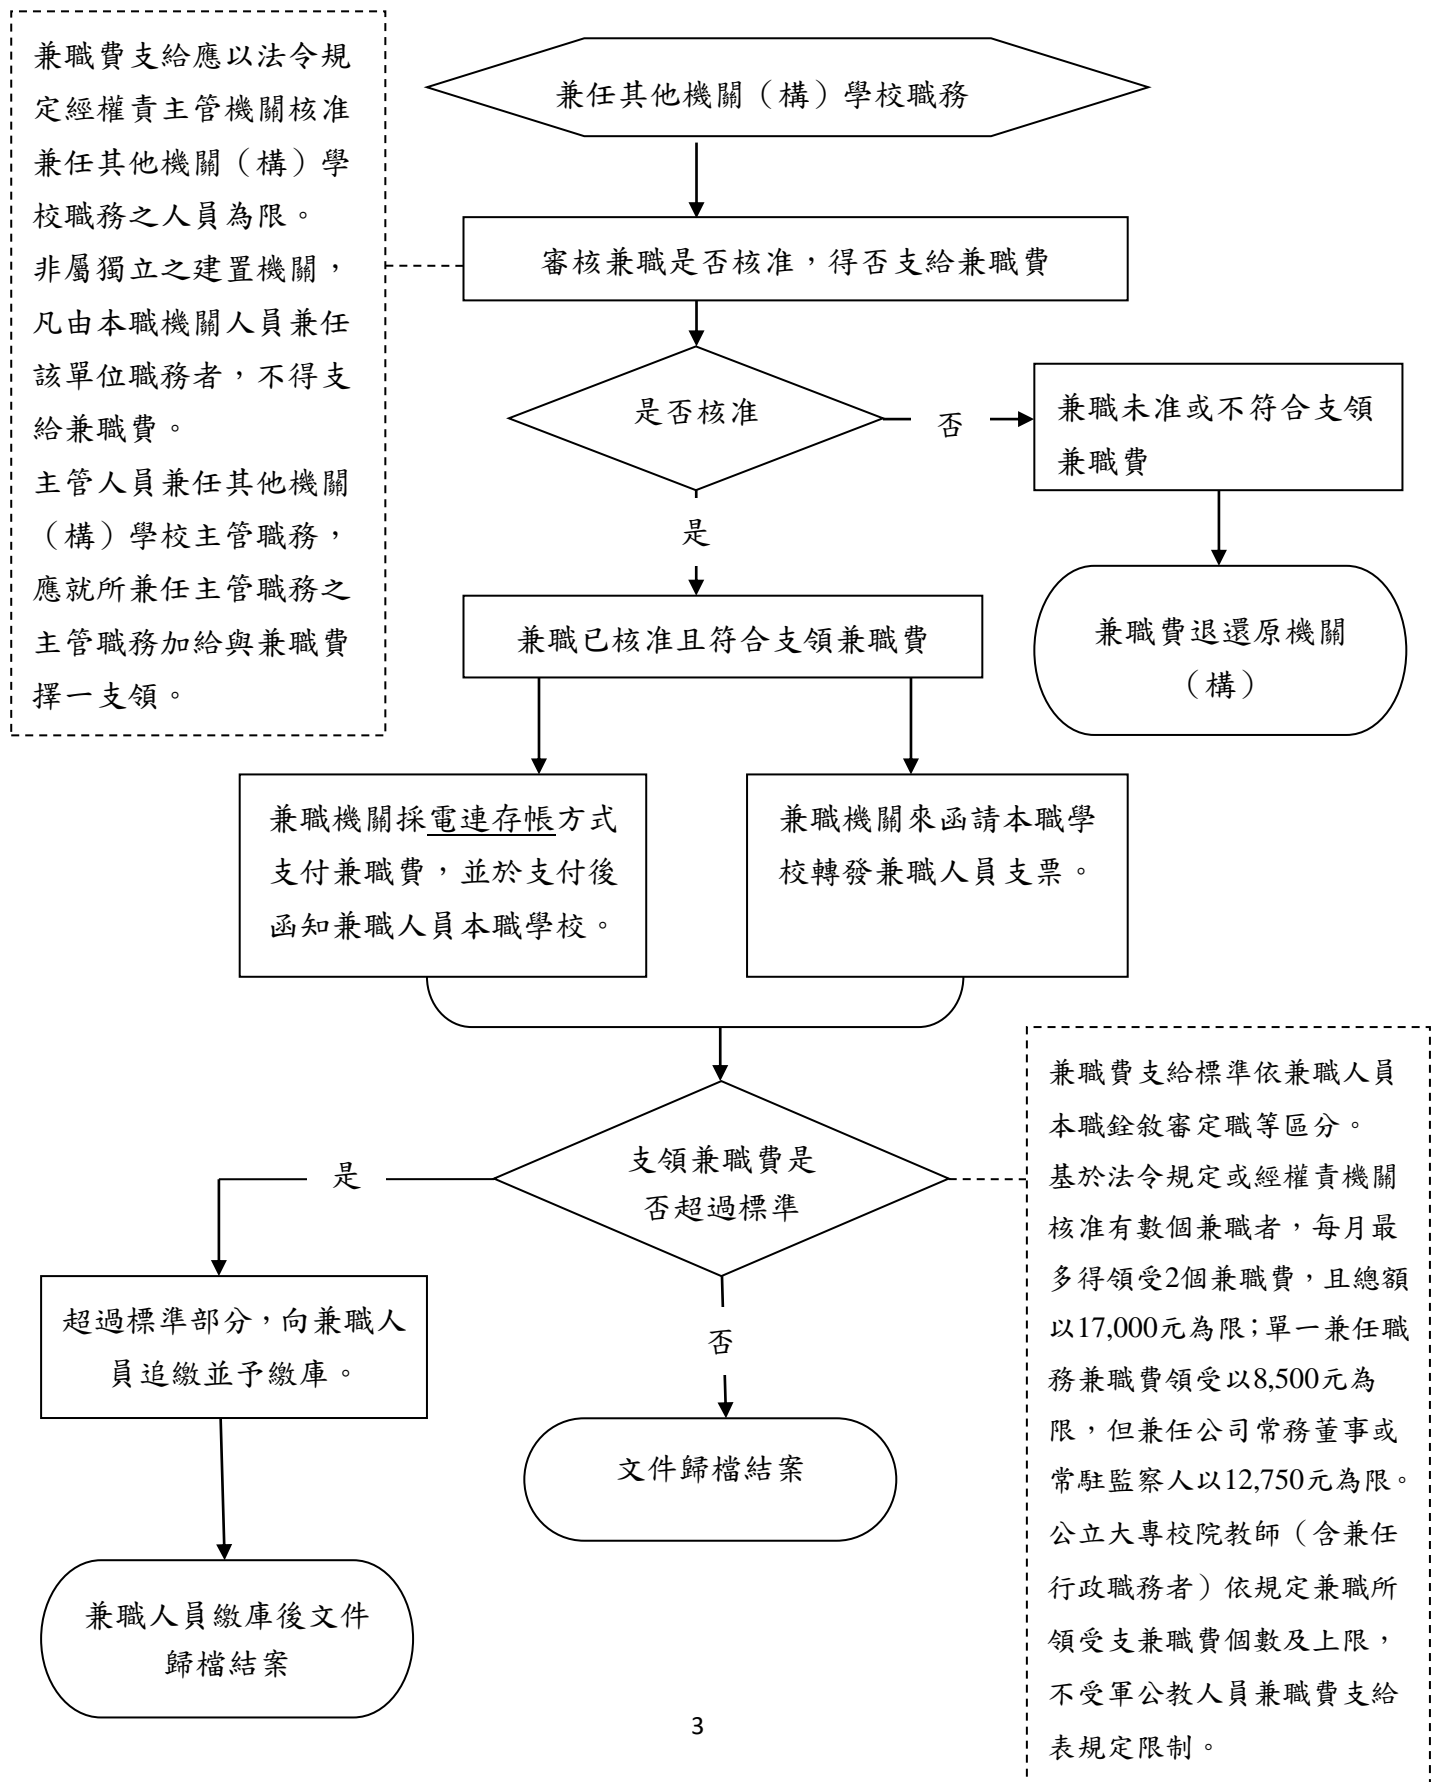 兼職費支給應以法令規
定經權責主管機關核准
兼任其他機關（構）學
校職務之人員為限。
非屬獨立之建置機關，
凡由本職機關人員兼任
該單位職務者，不得支
給兼職費。
主管人員兼任其他機關
（構）學校主管職務，
應就所兼任主管職務之
主管職務加給與兼職費
擇一支領。
兼任其他機關（構）學校職務
審核兼職是否核准，得否支給兼職費
是否核准
否
兼職未准或不符合支領
兼職費
是
兼職費退還原機關
（構）
兼職已核准且符合支領兼職費
兼職機關採電連存帳方式
支付兼職費，並於支付後
函知兼職人員本職學校。
兼職機關來函請本職學
校轉發兼職人員支票。
支領兼職費是
否超過標準
是
超過標準部分，向兼職人
員追繳並予繳庫。
否
文件歸檔結案
兼職人員繳庫後文件
歸檔結案
兼職費支給標準依兼職人員
本職銓敘審定職等區分。
基於法令規定或經權責機關
核准有數個兼職者，每月最
多得領受2個兼職費，且總額
以17,000元為限；單一兼任職
務兼職費領受以8,500元為
限，但兼任公司常務董事或
常駐監察人以12,750元為限。
公立大專校院教師（含兼任
行政職務者）依規定兼職所
領受支兼職費個數及上限，
不受軍公教人員兼職費支給
表規定限制。
3